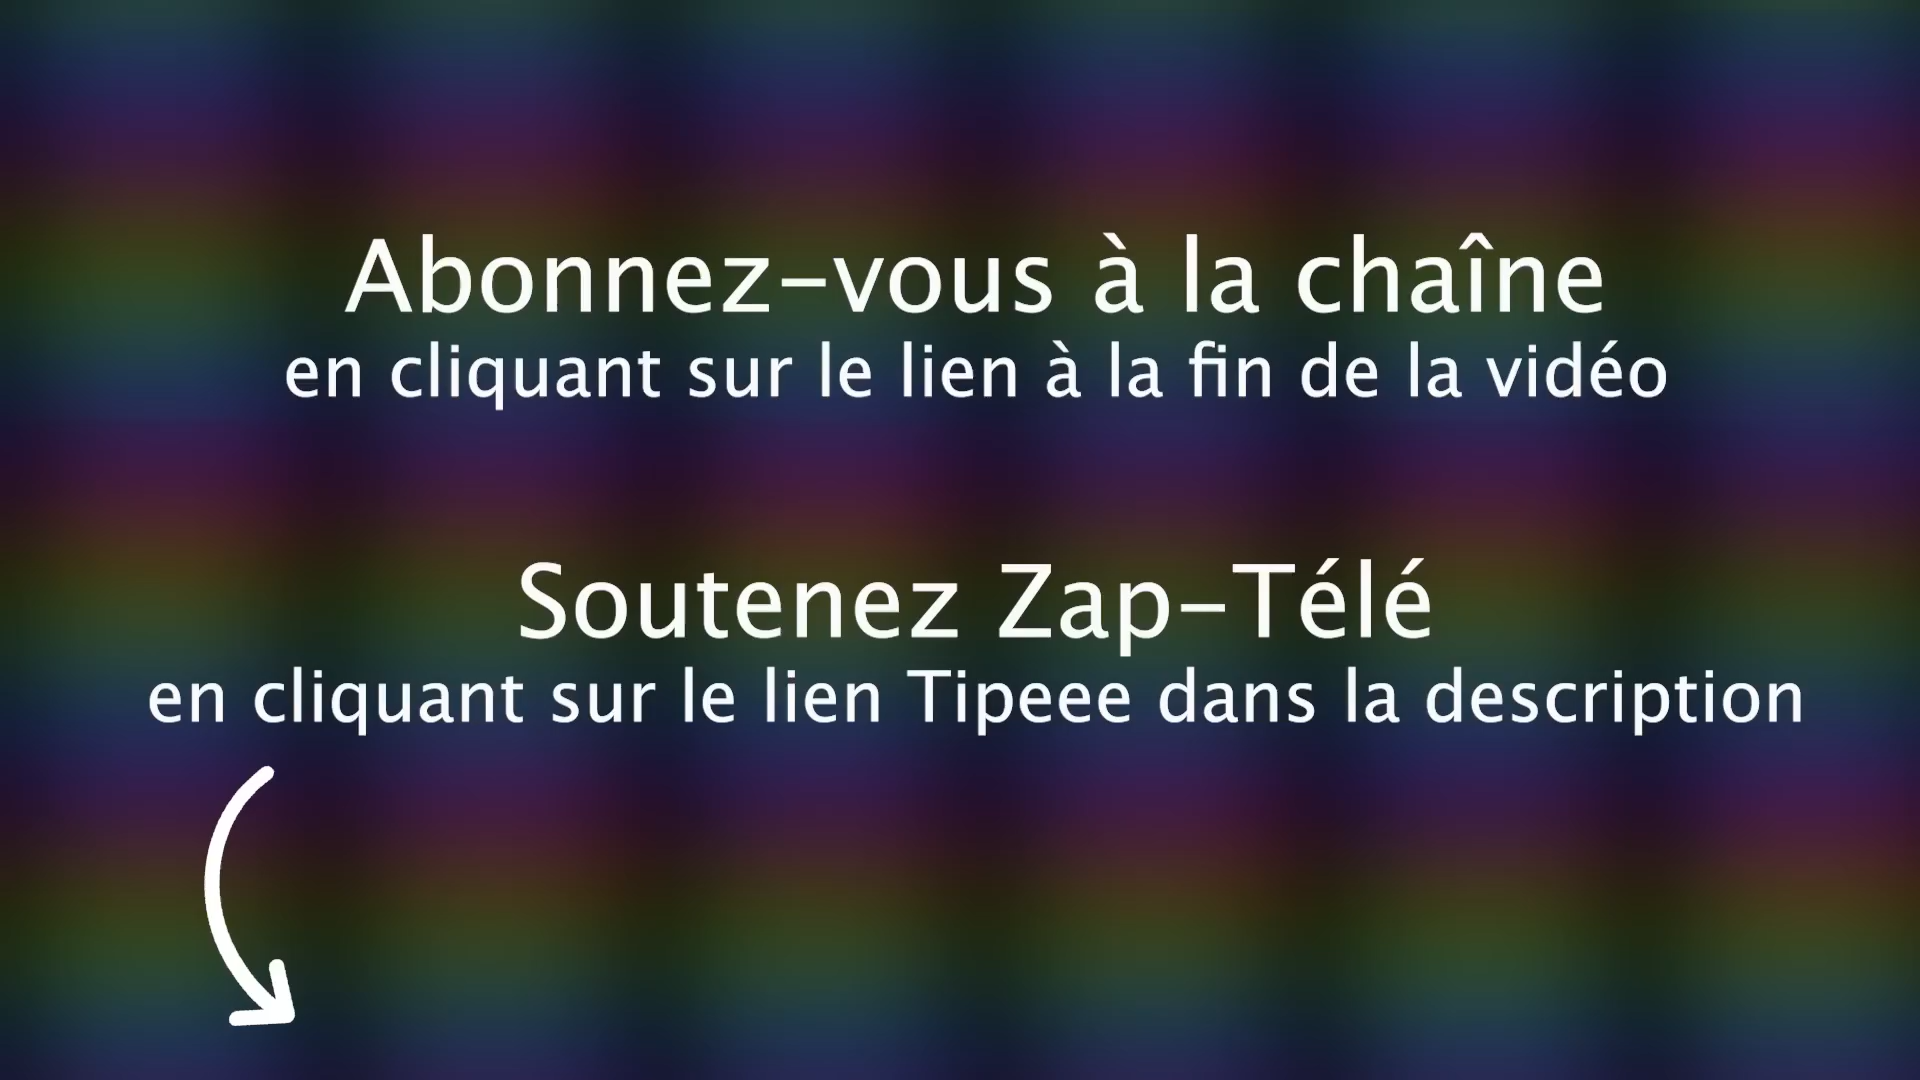 Abonnez-vous à la chaîne
en cliquant sur le lien à la fin de la vidéo
Soutenez Zap-Télé
en cliquant sur le lien Tipeee dans la description